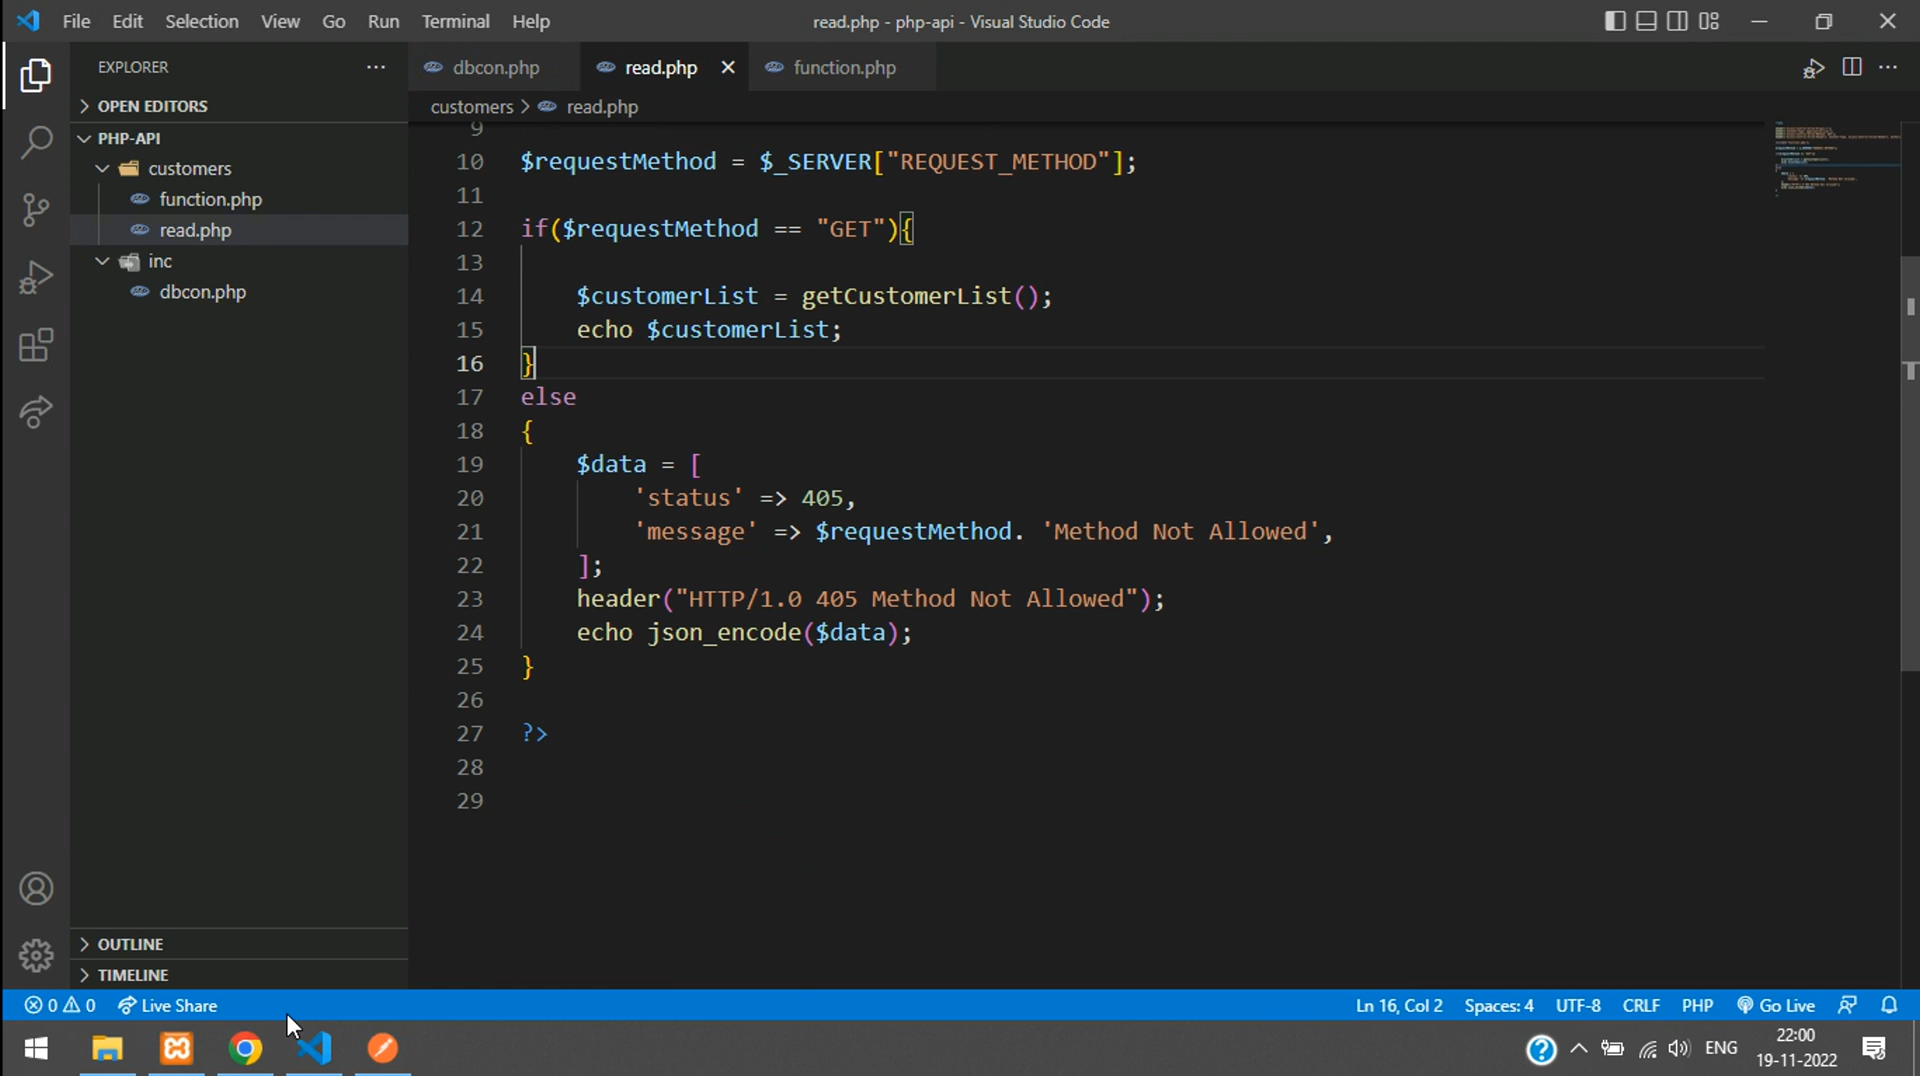 File Edit Selection View Go Run Terminal Help
read.php - php-api - Visual Studio Code
EXPLORER
OPEN EDITORS
PHP-API
customers
function.php
read.php
inc
dbcon.php
OUTLINE
TIMELINE
dbcon.php read.php function.php
customers > read.php
9
10 $requestMethod = $_SERVER["REQUEST_METHOD"];
11
12 if($requestMethod == "GET"){
13
14 $customerList = getCustomerList();
15 echo $customerList;
16 }
17 else
18 {
19 $data = [
20 'status' => 405,
21 'message' => $requestMethod. 'Method Not Allowed',
22 ];
23 header("HTTP/1.0 405 Method Not Allowed");
24 echo json_encode($data);
25 }
26
27 ?>
28
29
0 0 Live Share
Ln 16, Col 2 Spaces: 4 UTF-8 CRLF PHP Go Live
ENG
22:00
19-11-2022